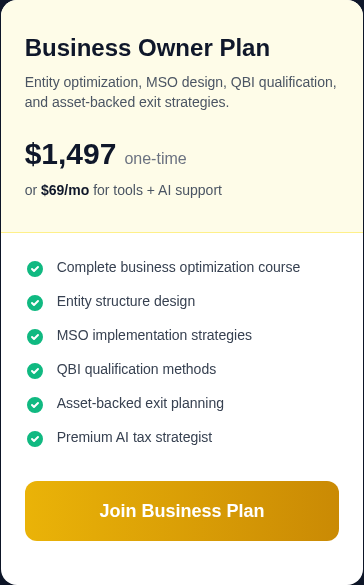 Business Owner Plan
Entity optimization, MSO design, QBI qualification,
and asset-backed exit strategies.
$1,497 one-time
or $69/mo for tools + AI support
Complete business optimization course
Entity structure design
MSO implementation strategies
QBI qualification methods
Asset-backed exit planning
Premium AI tax strategist
Join Business Plan